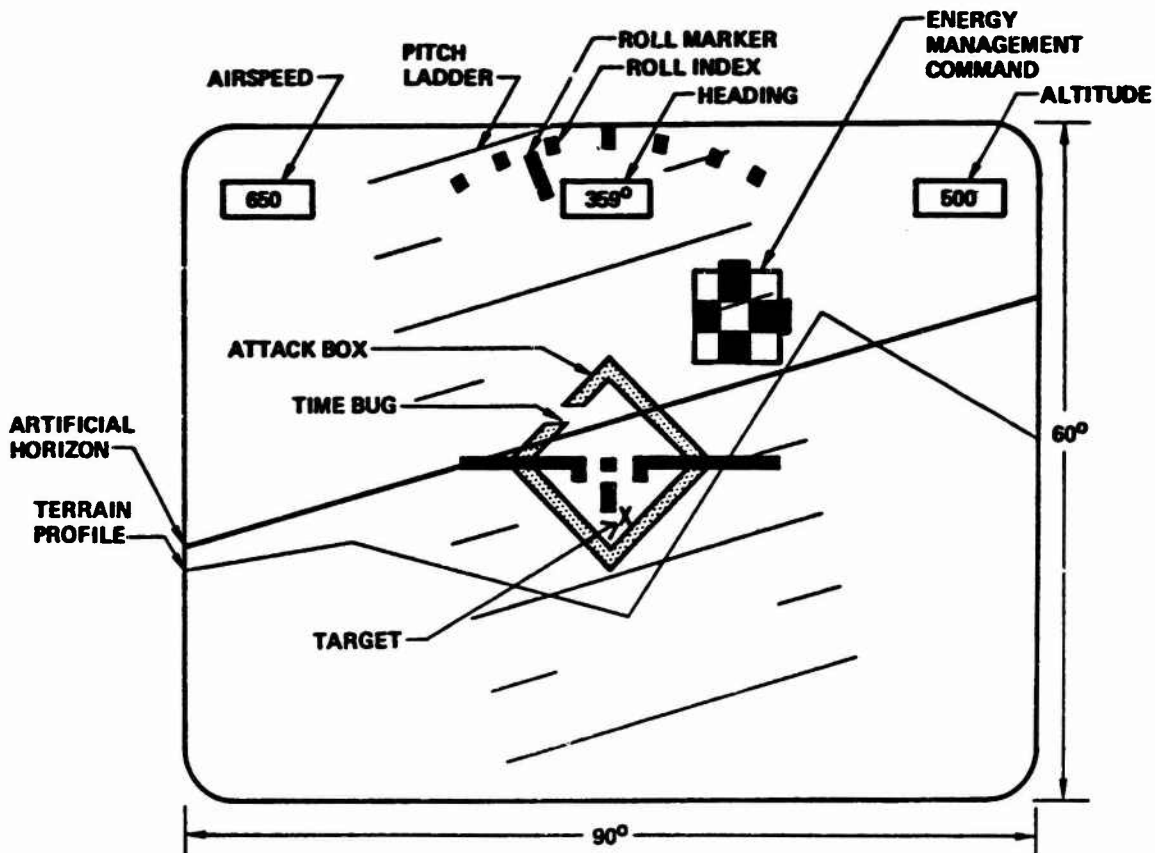 ROLL MARKER
ROLL INDEX
HEADING
PITCH
LADDER
AIRSPEED
ENERGY
MANAGEMENT
COMMAND
ALTITUDE
650
359°
500
ATTACK BOX
TIME BUG
ARTIFICIAL
HORIZON
TERRAIN
PROFILE
60°
X
TARGET
90°